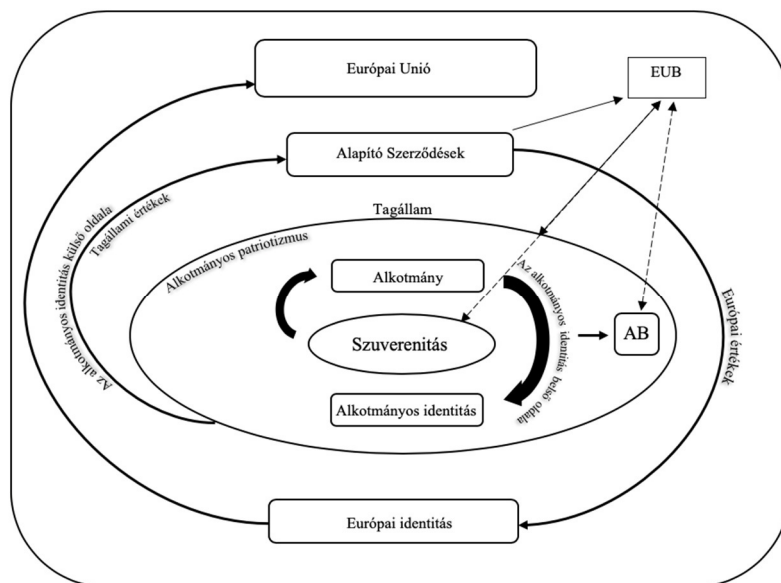 Európai Unió
EUB
Alapító Szerződések
Tagállam
Az alkotmányos identitás külső oldala
Tagállami értékek
Alkotmányos patriotizmus
Alkotmány
Az alkotmányos identitás belső oldala
Szuverenitás
AB
Európai értékek
Alkotmányos identitás
Európai identitás